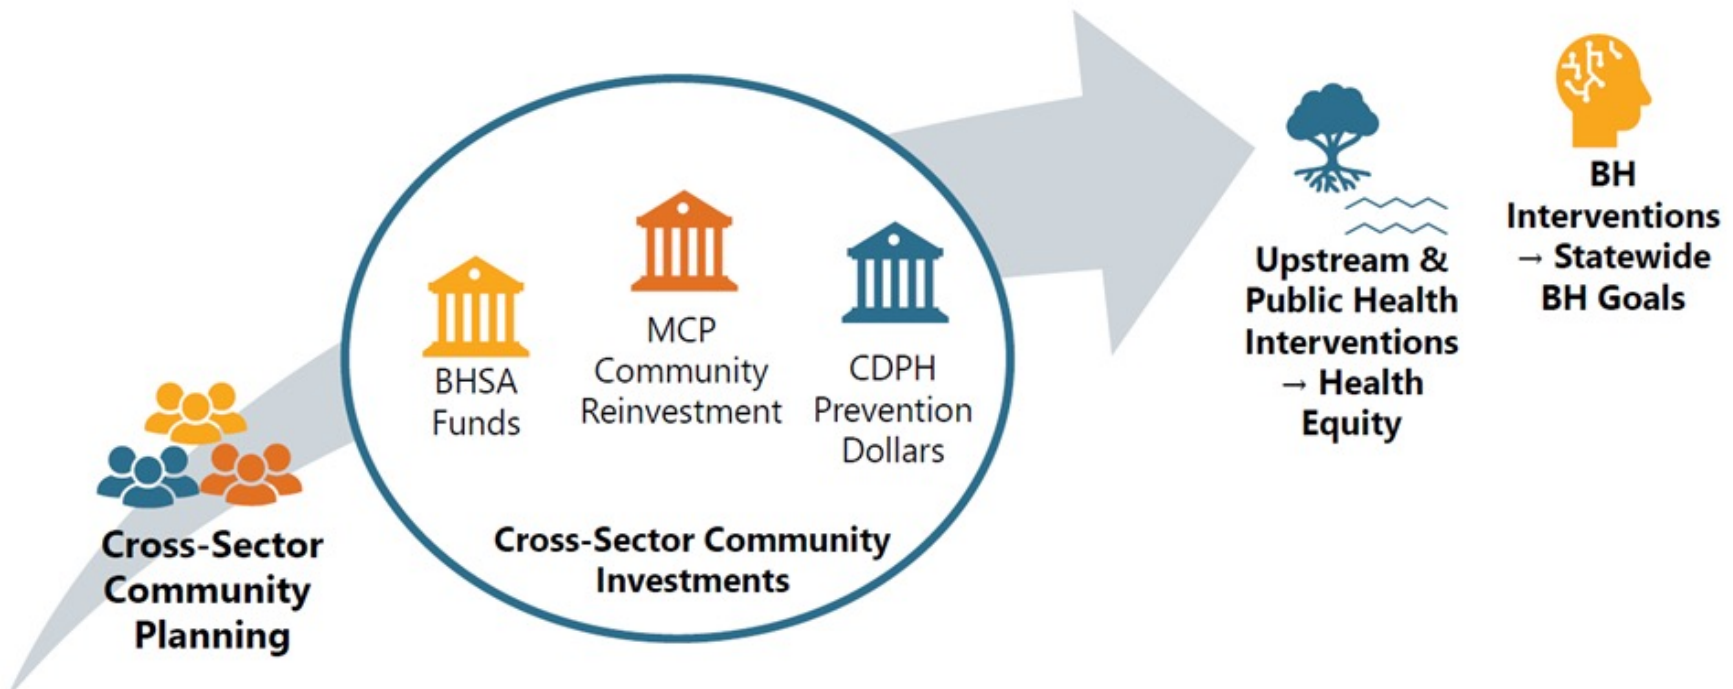 Cross-Sector
Community
Planning
BHSA
Funds
MCP
Community
Reinvestment
CDPH
Prevention
Dollars
Cross-Sector Community
Investments
Upstream &
Public Health
Interventions
→ Health
Equity
BH
Interventions
→ Statewide
BH Goals